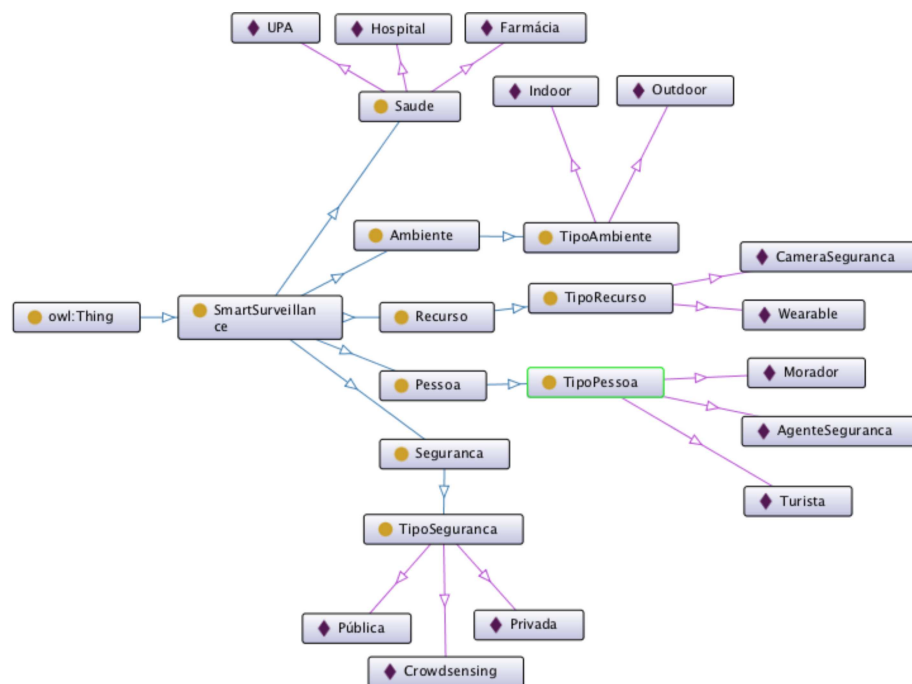 UPA
Hospital
Farmácia
Indoor
Outdoor
Saude
Ambiente
TipoAmbiente
CameraSeguranca
owl:Thing
SmartSurveillan
ce
Recurso
TipoRecurso
Wearable
Pessoa
TipoPessoa
Morador
AgenteSeguranca
Seguranca
Turista
TipoSeguranca
Pública
Privada
Crowdsensing